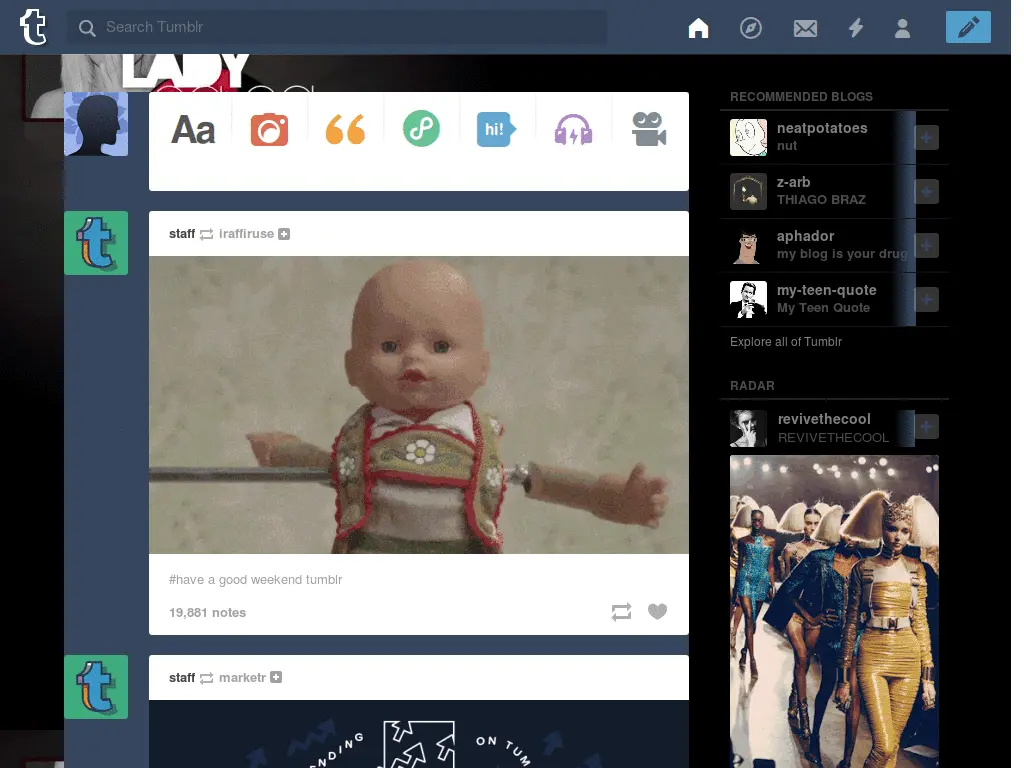 Search Tumblr
LADY
Aa
hi!
staff iraffiruse
#have a good weekend tumblr
19,881 notes
staff marketr
ENDING
ON TUM
RECOMMENDED BLOGS
neatpotatoes
nut
z-arb
THIAGO BRAZ
aphador
my blog is your drug
my-teen-quote
My Teen Quote
Explore all of Tumblr
RADAR
revivethecool
REVIVETHECOOL